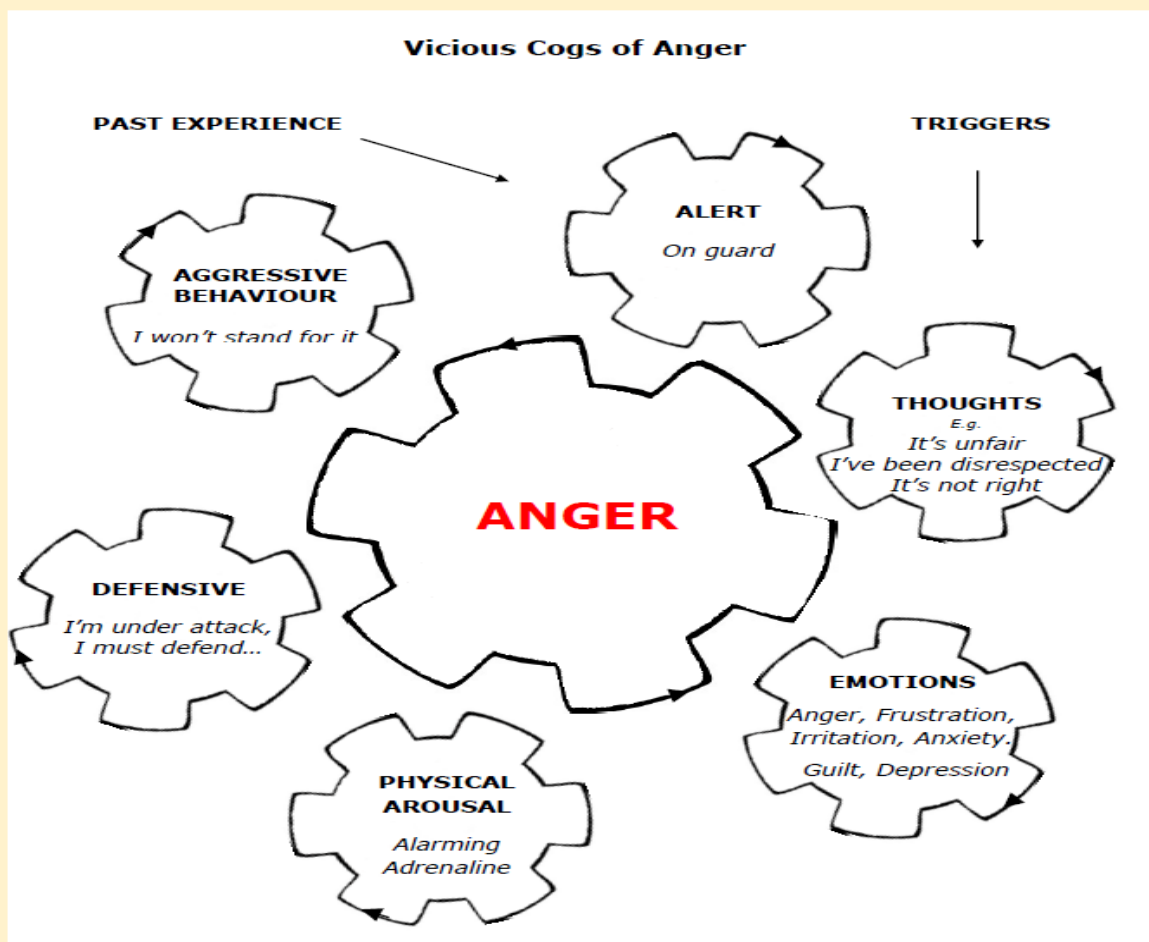 Vicious Cogs of Anger
PAST EXPERIENCE
TRIGGERS
ALERT
On guard
AGGRESSIVE
BEHAVIOUR
I won't stand for it
THOUGHTS
E.g.
It's unfair
I've been disrespected
It's not right
ANGER
DEFENSIVE
I'm under attack,
I must defend...
EMOTIONS
Anger, Frustration,
Irritation, Anxiety.
Guilt, Depression
PHYSICAL
AROUSAL
Alarming
Adrenaline